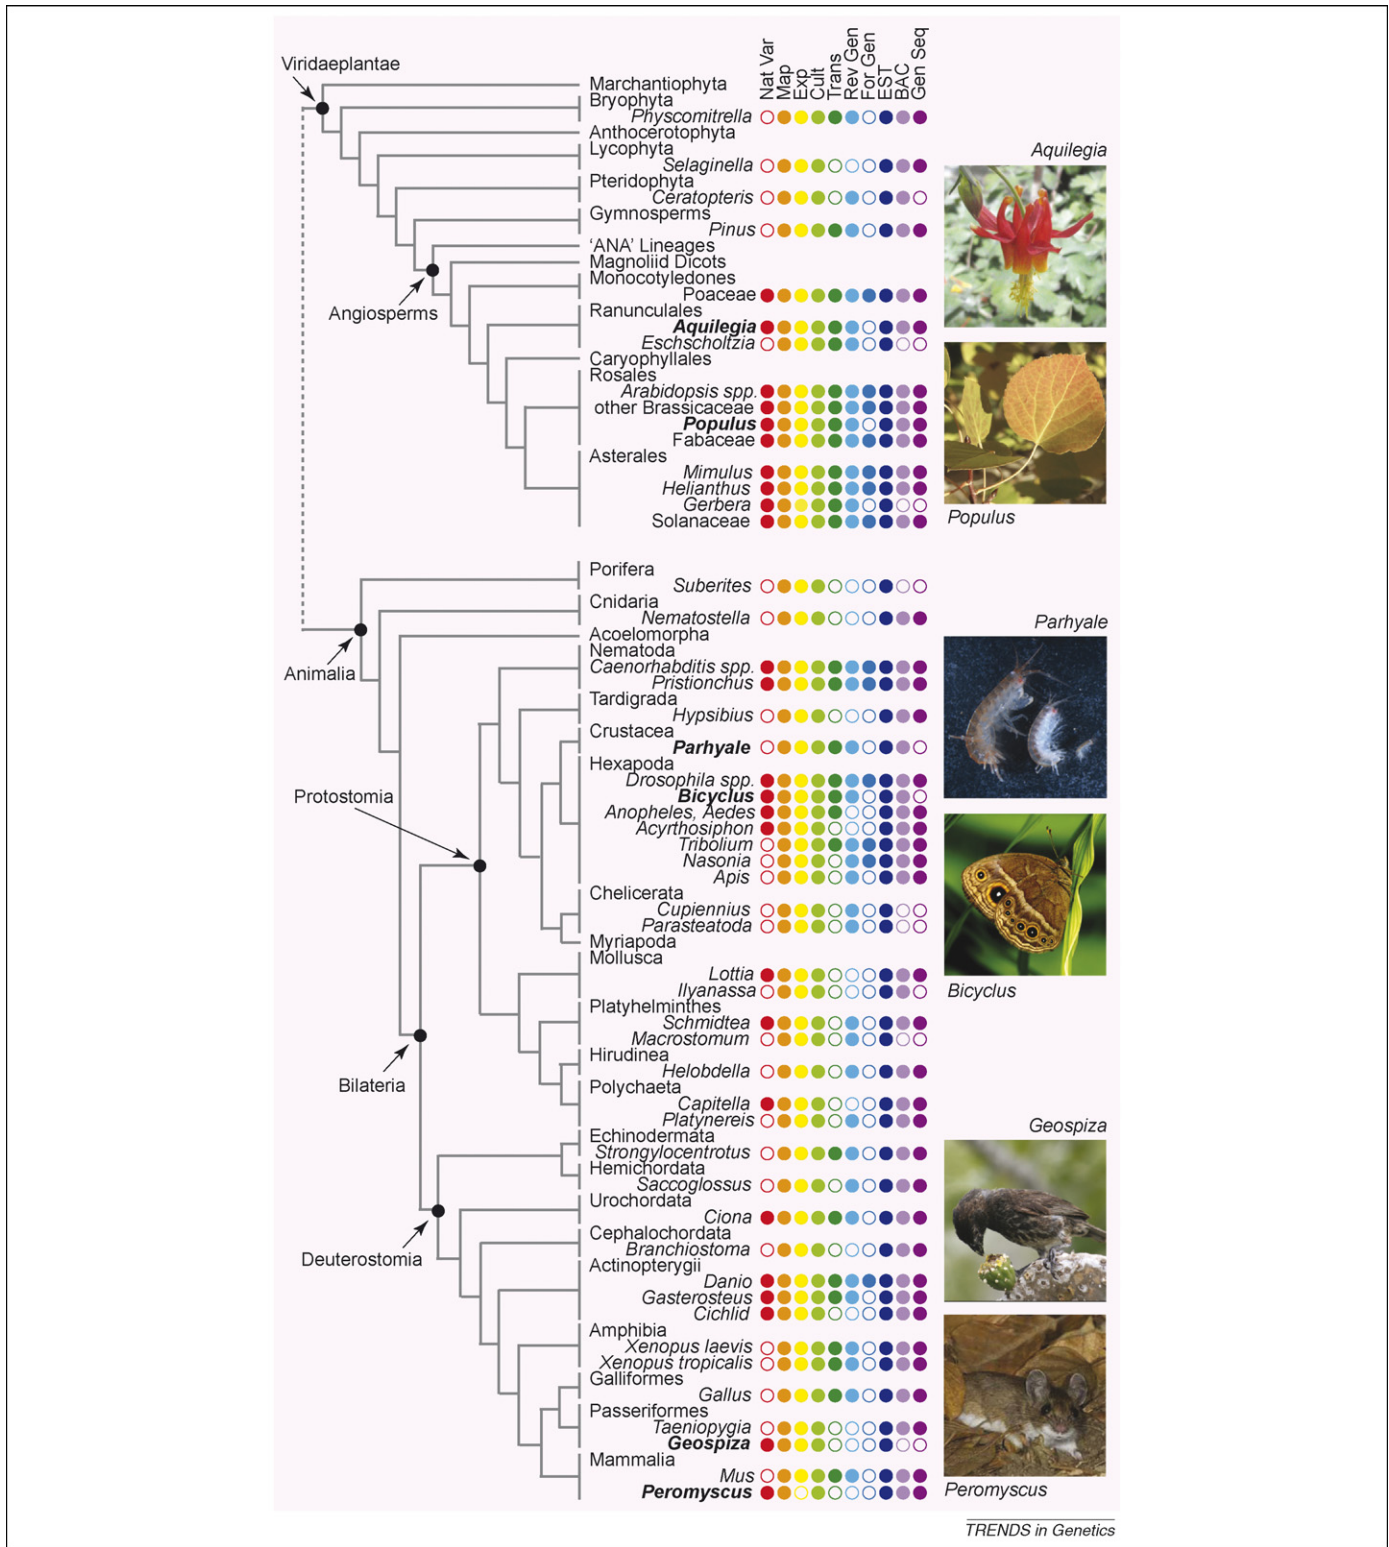 Nat Var
Map
Exp
Cult
Trans
Rev Gen
For Gen
EST
BAC
Gen Seq
Viridaeplantae
Marchantiophyta
Bryophyta
Physcomitrella
Anthocerotophyta
Lycophyta
Selaginella
Pteridophyta
Ceratopteris
Gymnosperms
Pinus
'ANA' Lineages
Magnoliid Dicots
Monocotyledones
Poaceae
Angiosperms
Ranunculales
Aquilegia
Eschscholtzia
Caryophyllales
Rosales
Arabidopsis spp.
other Brassicaceae
Populus
Fabaceae
Asterales
Mimulus
Helianthus
Gerbera
Solanaceae
Aquilegia
Populus
Porifera
Suberites
Cnidaria
Nematostella
Acoelomorpha
Animalia
Nematoda
Caenorhabditis spp.
Pristionchus
Tardigrada
Hypsibius
Crustacea
Parhyale
Hexapoda
Drosophila spp.
Protostomia
Bicyclus
Anopheles, Aedes
Acyrthosiphon
Tribolium
Nasonia
Apis
Chelicerata
Cupiennius
Parasteatoda
Myriapoda
Mollusca
Lottia
Ilyanassa
Platyhelminthes
Schmidtea
Macrostomum
Hirudinea
Helobdella
Bilateria
Polychaeta
Capitella
Platynereis
Parhyale
Bicyclus
Echinodermata
Strongylocentrotus
Hemichordata
Saccoglossus
Urochordata
Ciona
Cephalochordata
Branchiostoma
Deuterostomia
Actinopterygii
Danio
Gasterosteus
Cichlid
Amphibia
Xenopus laevis
Xenopus tropicalis
Galliformes
Gallus
Passeriformes
Taeniopygia
Geospiza
Mammalia
Mus
Peromyscus
Geospiza
Peromyscus
TRENDS in Genetics